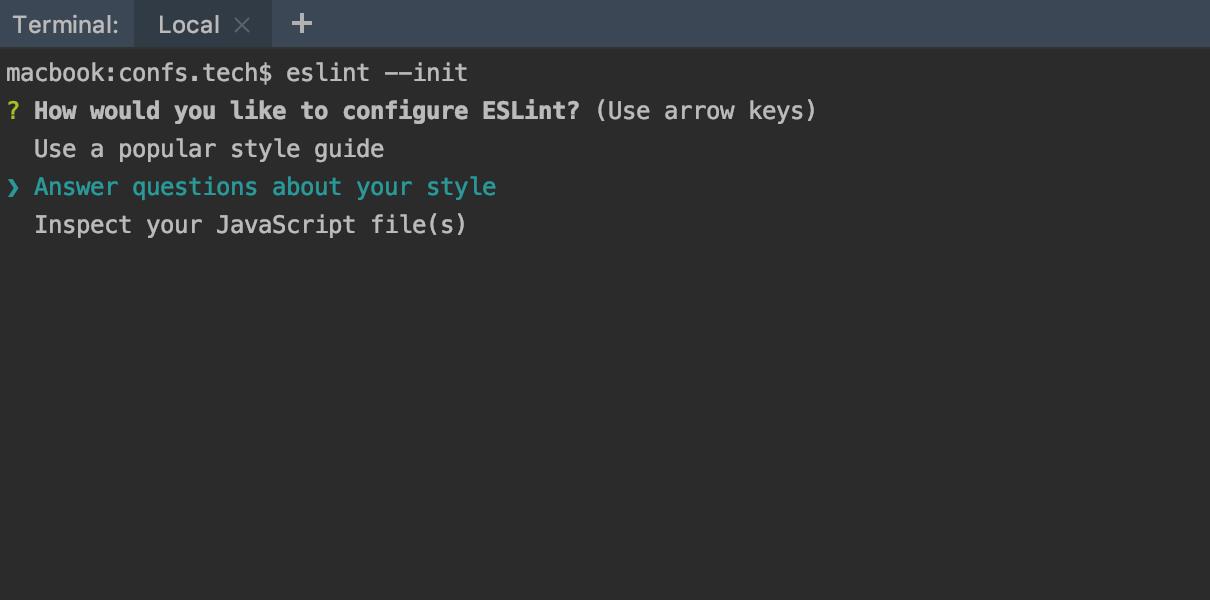 Terminal: Local × +
macbook:confs.tech$ eslint --init
? How would you like to configure ESLint? (Use arrow keys)
Use a popular style guide
❯ Answer questions about your style
Inspect your JavaScript file(s)